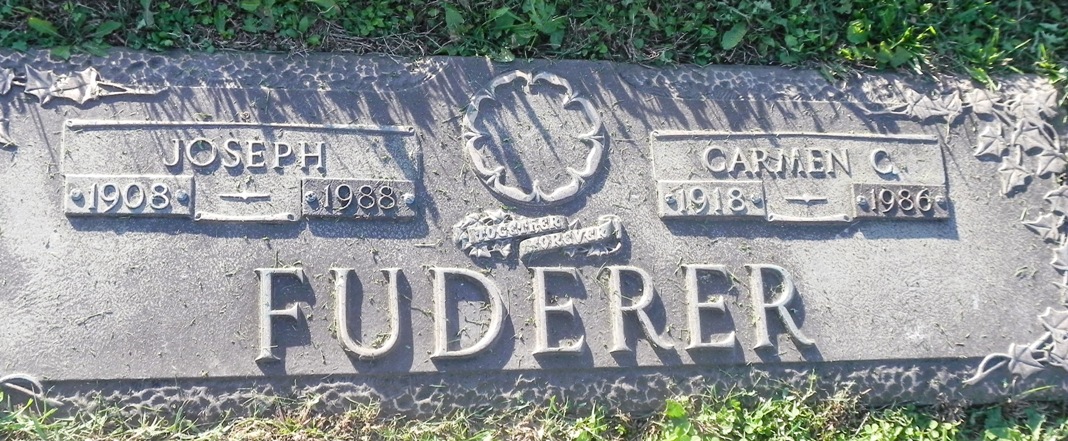 JOSEPH
1908 - 1988
TOGETHER
FOREVER
CARMEN C.
1918 - 1986
FUDERER